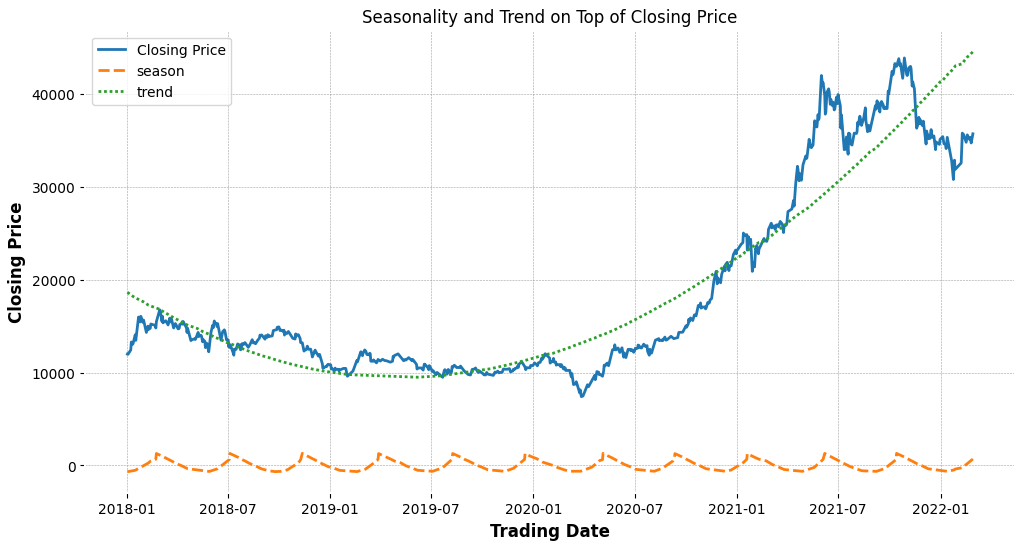 Seasonality and Trend on Top of Closing Price
Closing Price
season
trend
40000
30000
20000
10000
0
Closing Price
2018-01 2018-07 2019-01 2019-07 2020-01 2020-07 2021-01 2021-07 2022-01
Trading Date